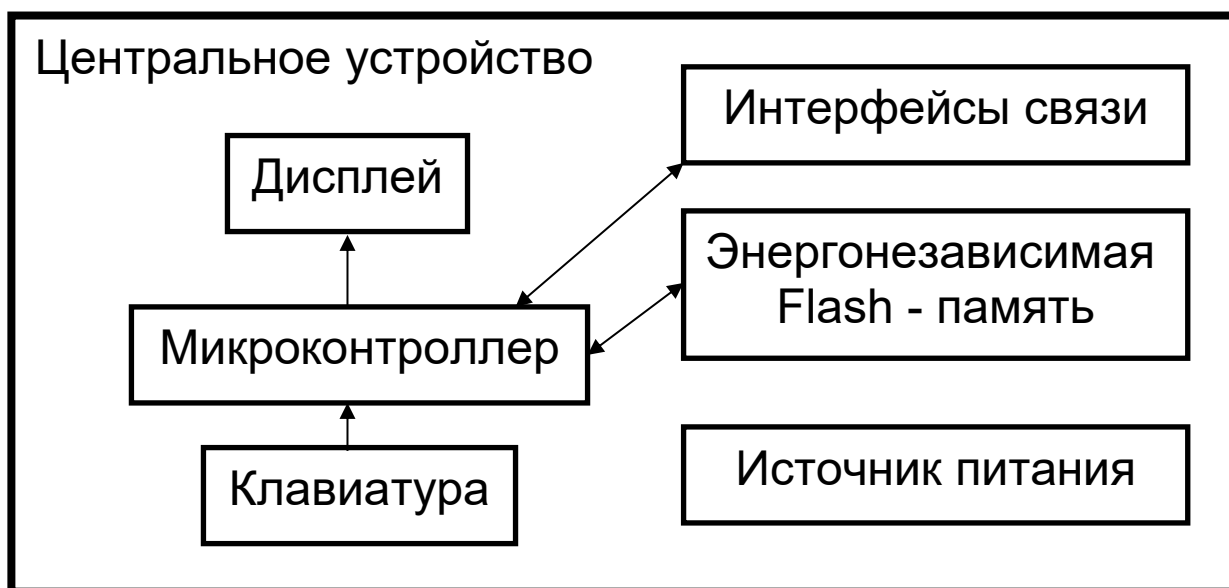 Центральное устройство
Интерфейсы связи
Дисплей
Энергонезависимая
Flash - память
Микроконтроллер
Источник питания
Клавиатура